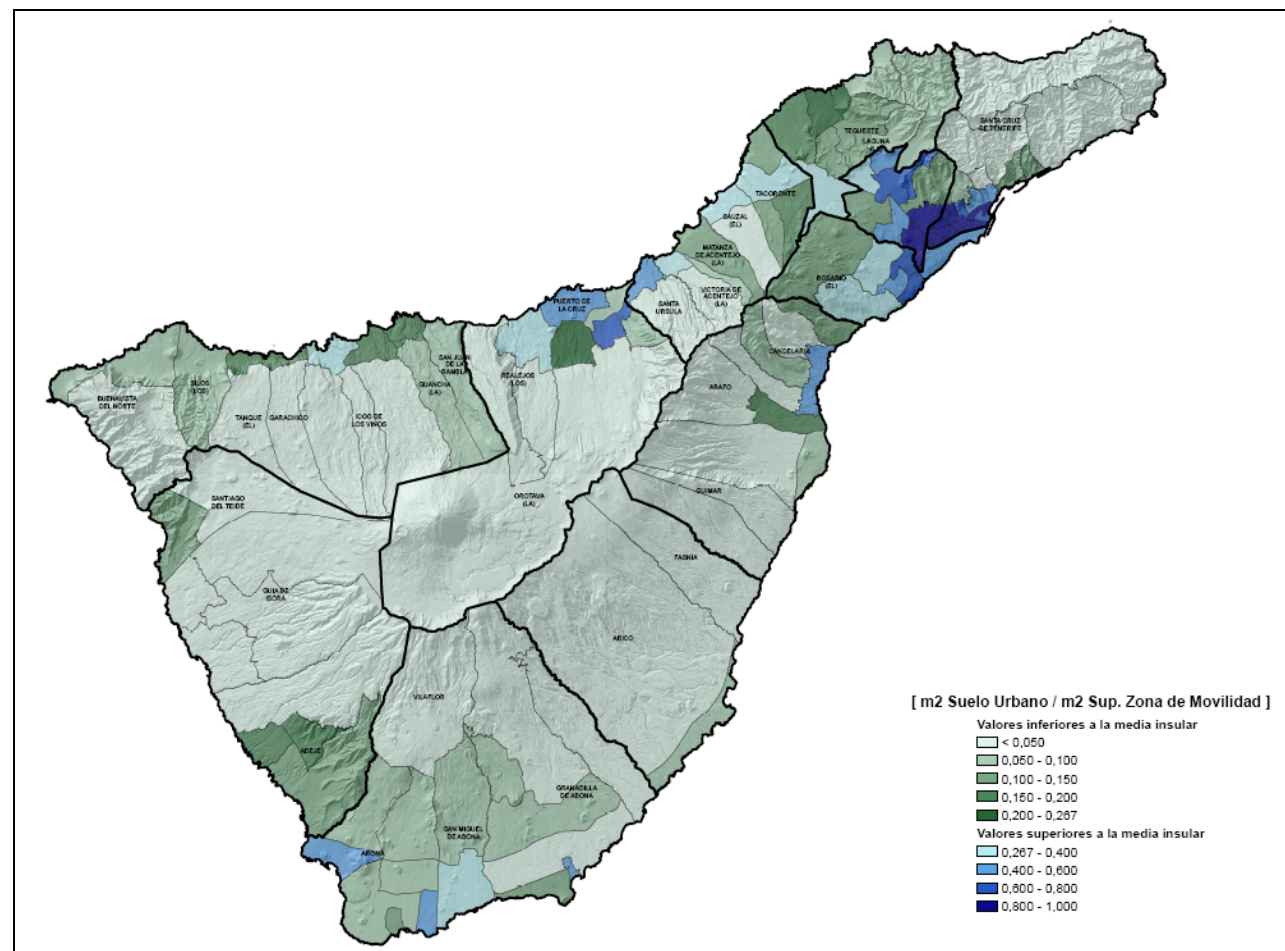 SANTA CRUZ
DE TENERIFE
TEGUESTE
LAGUNA
TACORONTE
SAUZAL
(EL)
MATANZA
DE ACENTEJO
(LA)
ROSARIO
(EL)
PUERTO DE
LA CRUZ
SANTA
URSULA
VICTORIA DE
ACENTEJO
(LA)
CANDELARIA
SAN JUAN
DE LA
RAMBLA
REALEJOS
(LOS)
GUANCHA
(LA)
ARAFO
SILOS
(LOS)
BUENAVISTA
DEL NORTE
TANQUE
(EL)
GARACHICO
ICOD DE
LOS VINOS
SANTIAGO
DEL TEIDE
OROTAVA
(LA)
GUIMAR
FASNIA
GUIA DE
ISORA
ARICO
VILAFLOR
ADEJE
GRANADILLA
DE ABONA
SAN MIGUEL
DE ABONA
ARONA
[ m2 Suelo Urbano / m2 Sup. Zona de Movilidad ]
Valores inferiores a la media insular
< 0,050
0,050 - 0,100
0,100 - 0,150
0,150 - 0,200
0,200 - 0,267
Valores superiores a la media insular
0,267 - 0,400
0,400 - 0,600
0,600 - 0,800
0,800 - 1,000